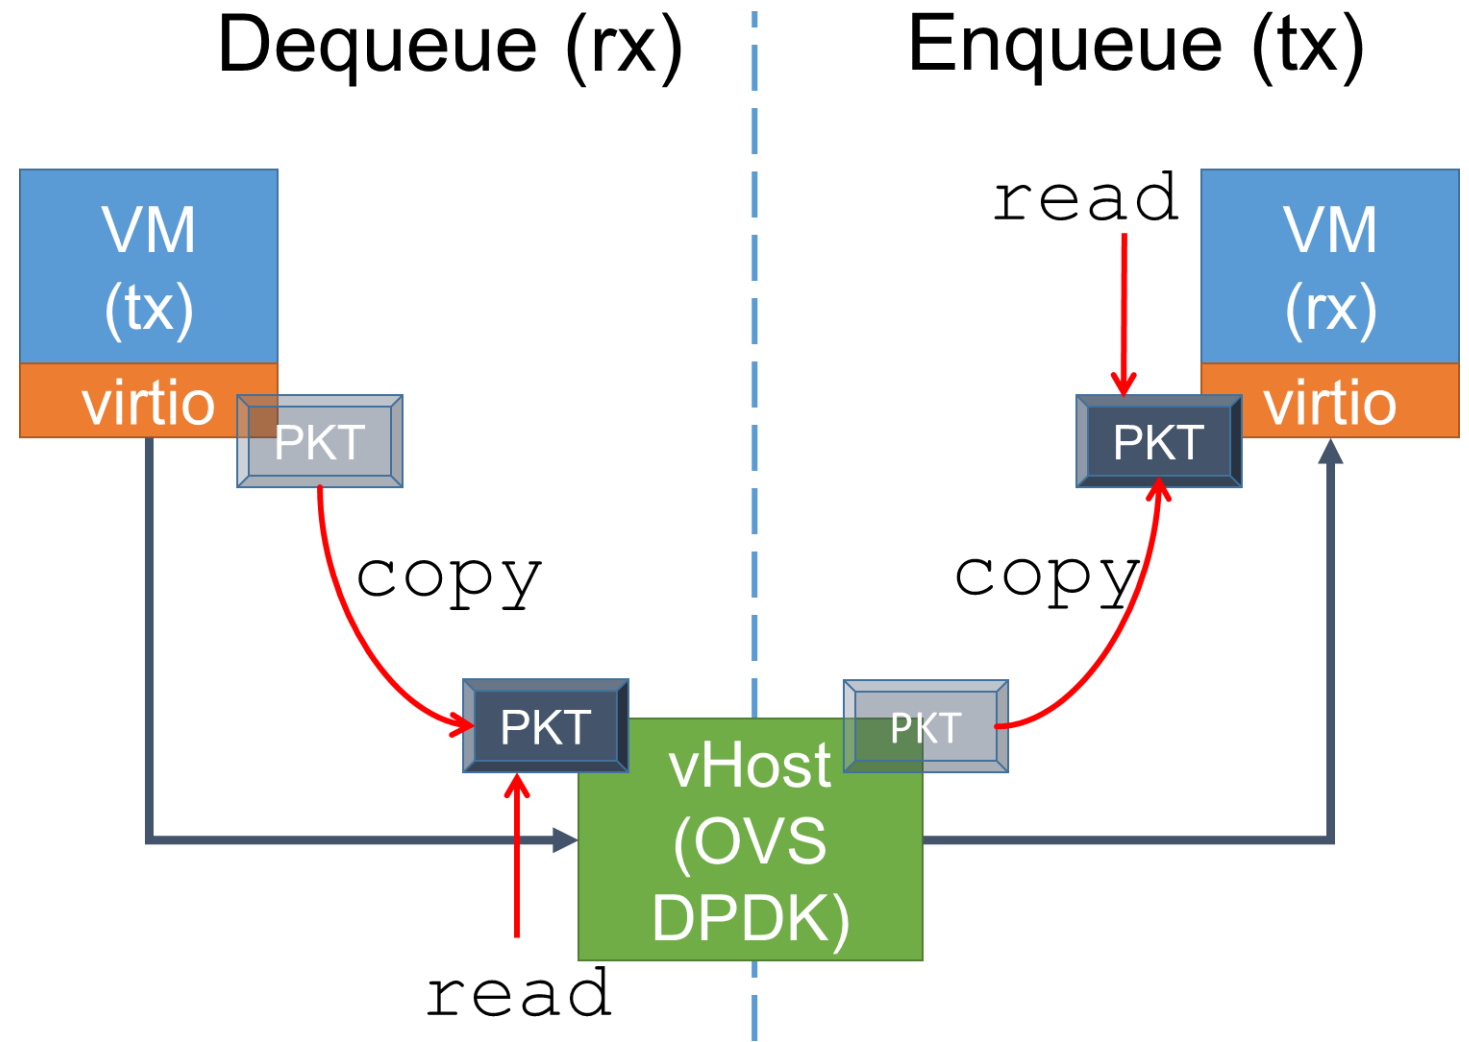 Dequeue (rx)
Enqueue (tx)
VM
(tx)
virtio
PKT
copy
PKT
read
vHost
(OVS
DPDK)
PKT
copy
read
PKT
VM
(rx)
virtio